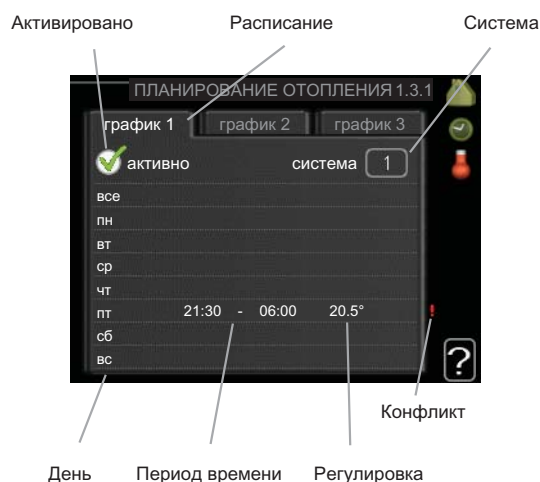 Активировано Расписание Система
ПЛАНИРОВАНИЕ ОТОПЛЕНИЯ 1.3.1
график 1 график 2 график 3
активно система 1
все
пн
вт
ср
чт
пт 21:30 - 06:00 20.5° !
сб
вс
?
Конфликт
День Период времени Регулировка